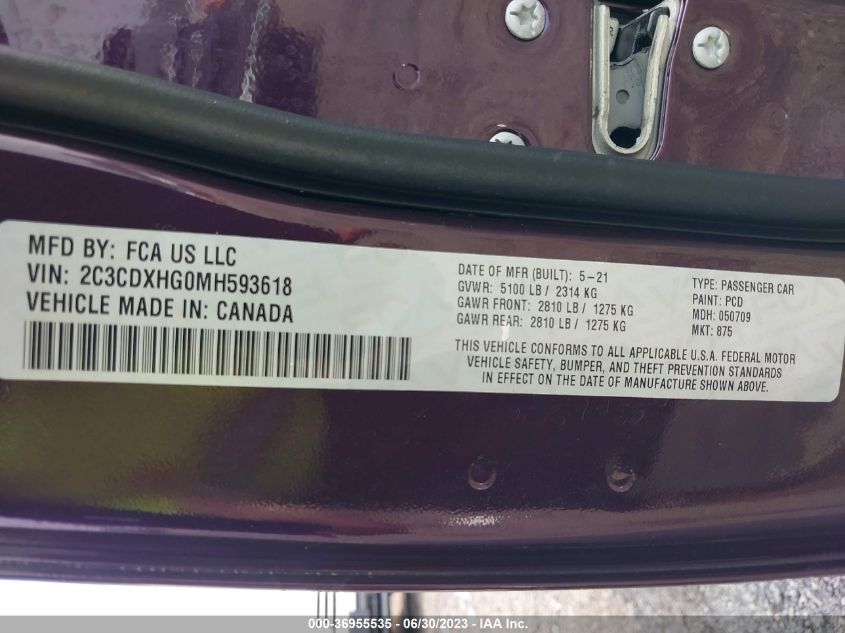 MFD BY: FCA US LLC
VIN: 2C3CDXHG0MH593618
VEHICLE MADE IN: CANADA
DATE OF MFR (BUILT): 5-21
GVWR: 5100 LB / 2314 KG
GAWR FRONT: 2810 LB / 1275 KG
GAWR REAR: 2810 LB / 1275 KG
TYPE: PASSENGER CAR
PAINT: PCD
MDH: 050709
MKT: 875
THIS VEHICLE CONFORMS TO ALL APPLICABLE U.S.A. FEDERAL MOTOR
VEHICLE SAFETY, BUMPER, AND THEFT PREVENTION STANDARDS
IN EFFECT ON THE DATE OF MANUFACTURE SHOWN ABOVE.
000-36955535 - 06/30/2023 - IAA Inc.